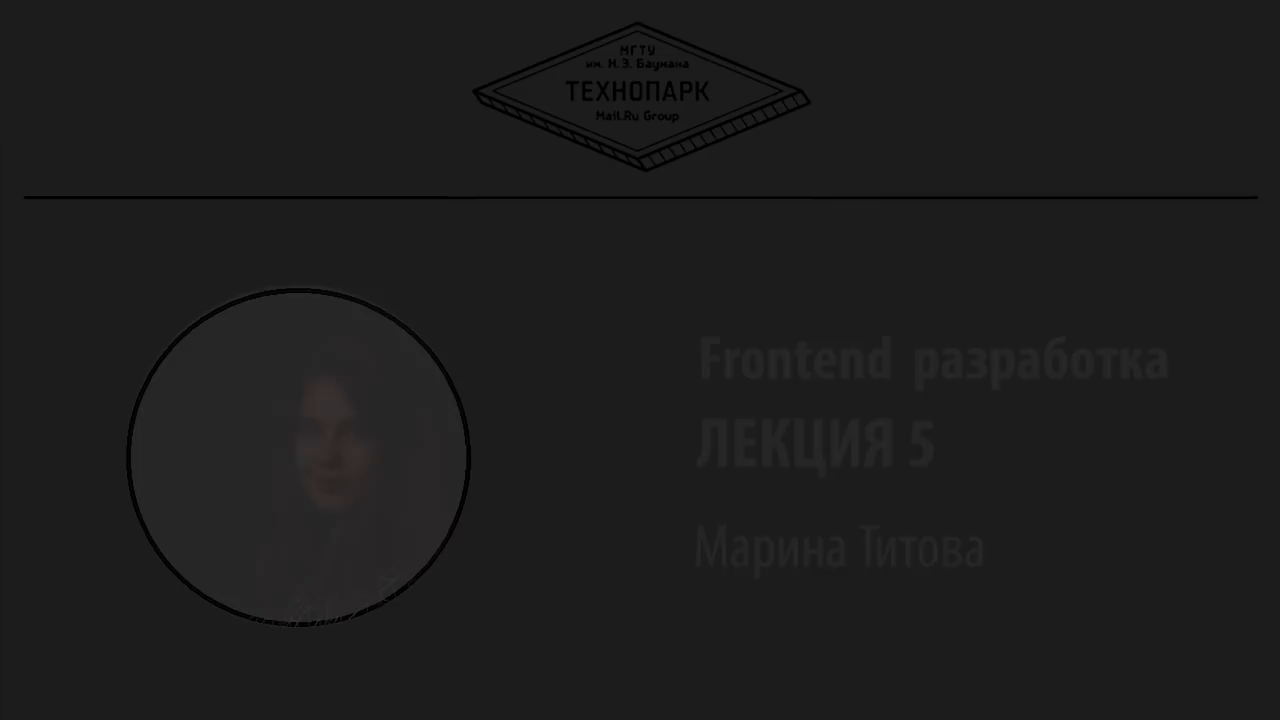 МГТУ
им. Н.Э. Баумана
ТЕХНОПАРК
Mail.Ru Group
Frontend разработка
ЛЕКЦИЯ 5
Марина Титова